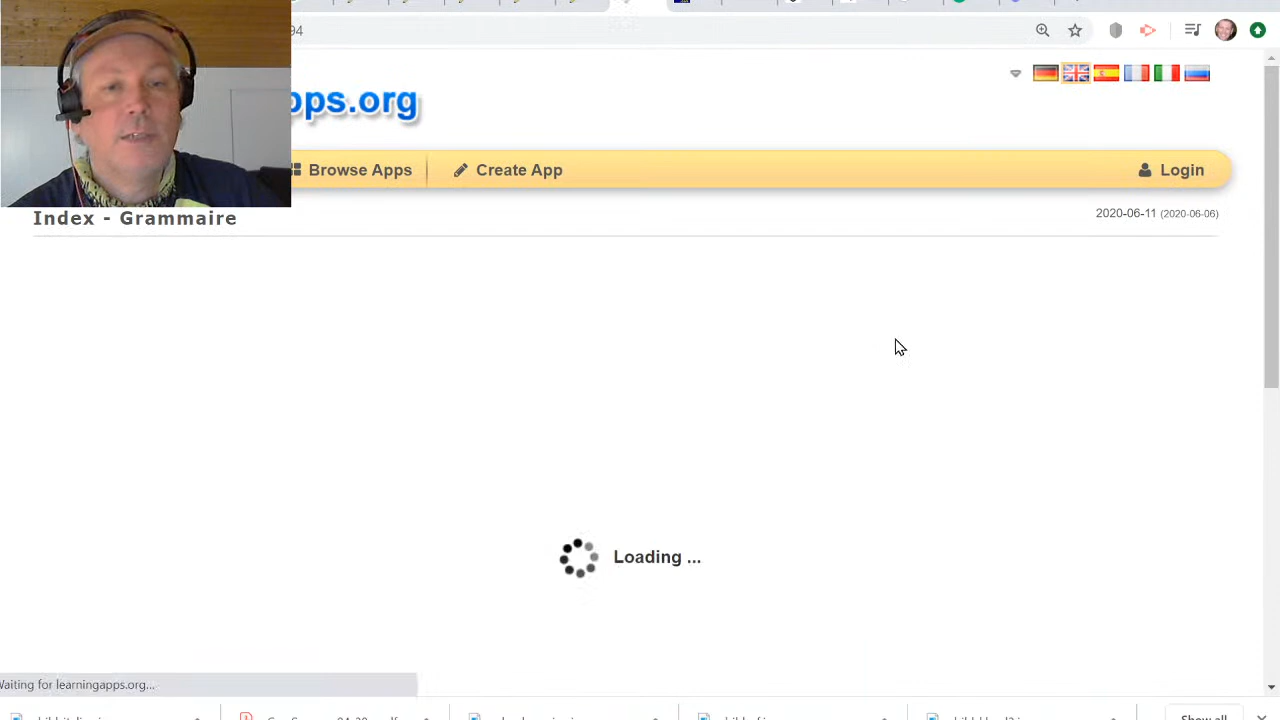 94
pps.org
Browse Apps
Create App
Login
Index - Grammaire
2020-06-11 (2020-06-06)
Loading ...
Waiting for learningapps.org...
Show all